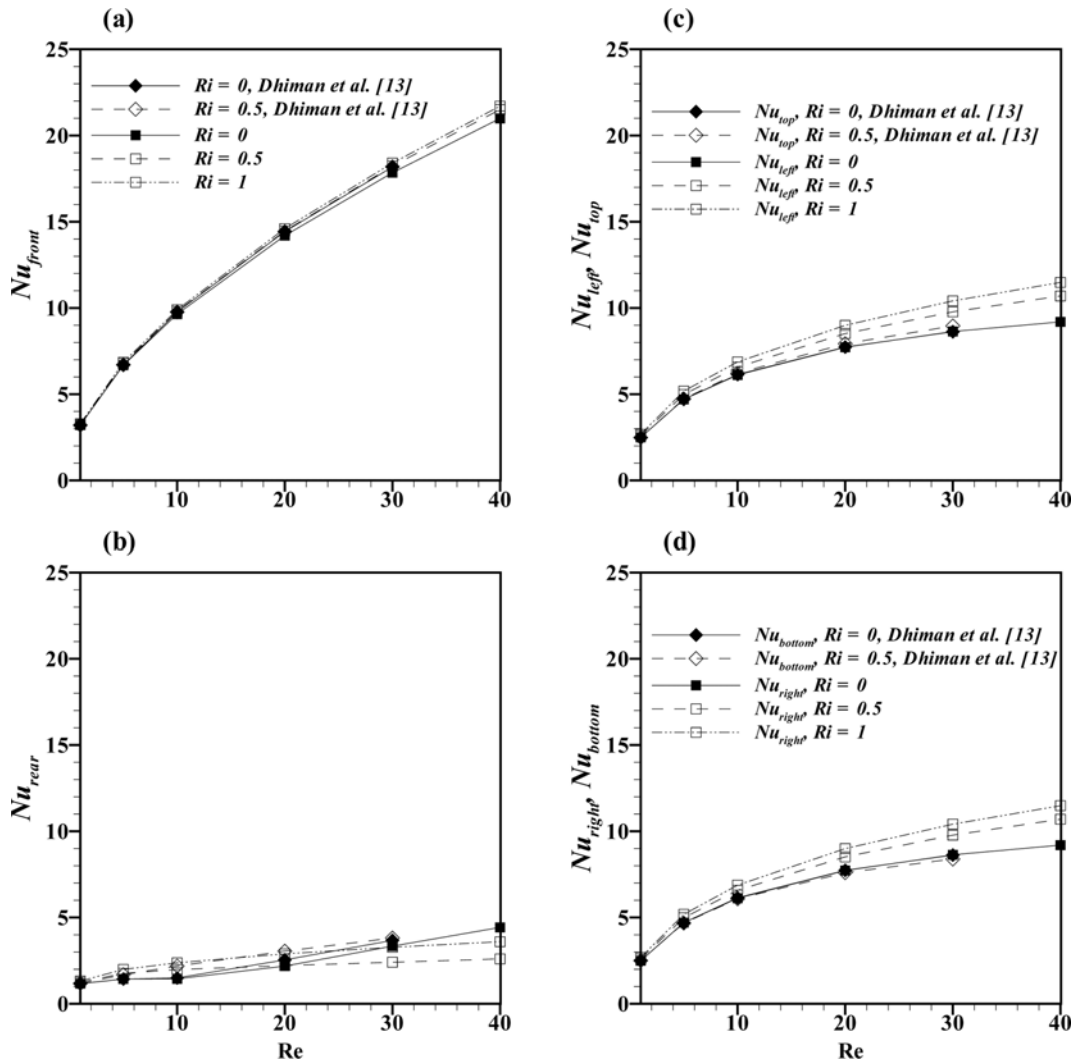 (a)
25
20
15
10
5
0
10
20
30
40
Nu_front
Ri = 0, Dhiman et al. [13]
Ri = 0.5, Dhiman et al. [13]
Ri = 0
Ri = 0.5
Ri = 1
(c)
25
20
15
10
5
0
10
20
30
40
Nu_left, Nu_top
Nu_top, Ri = 0, Dhiman et al. [13]
Nu_top, Ri = 0.5, Dhiman et al. [13]
Nu_left, Ri = 0
Nu_left, Ri = 0.5
Nu_left, Ri = 1
(b)
25
20
15
10
5
0
10
20
30
40
Nu_rear
Re
(d)
25
20
15
10
5
0
10
20
30
40
Nu_right, Nu_bottom
Nu_bottom, Ri = 0, Dhiman et al. [13]
Nu_bottom, Ri = 0.5, Dhiman et al. [13]
Nu_right, Ri = 0
Nu_right, Ri = 0.5
Nu_right, Ri = 1
Re